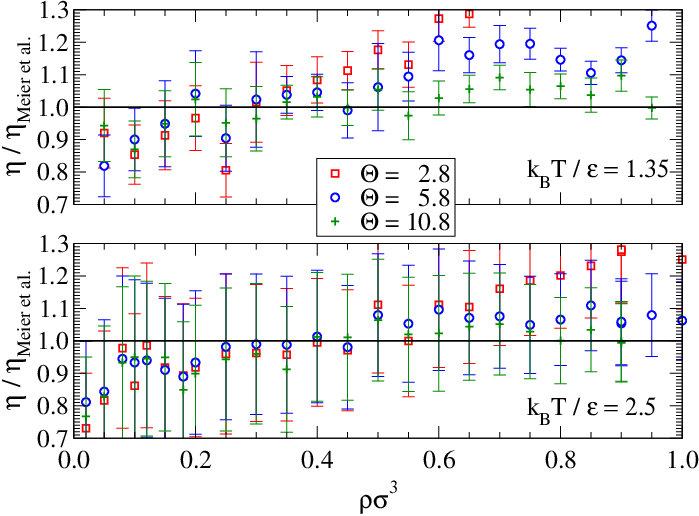 1.3
1.2
1.1
1.0
0.9
0.8
0.7
η / η Meier et al.
Θ = 2.8
Θ = 5.8
Θ = 10.8
k_B T / ε = 1.35
1.3
1.2
1.1
1.0
0.9
0.8
0.7
η / η Meier et al.
k_B T / ε = 2.5
0.0 0.2 0.4 0.6 0.8 1.0
ρσ³